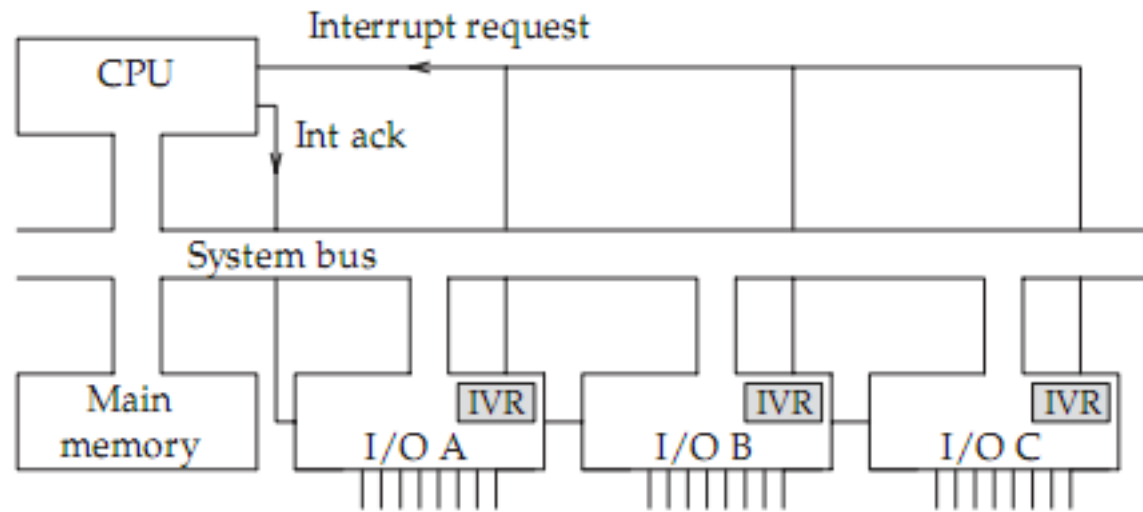 Interrupt request
CPU
Int ack
System bus
Main
memory
IVR
I/O A
IVR
I/O B
IVR
I/O C